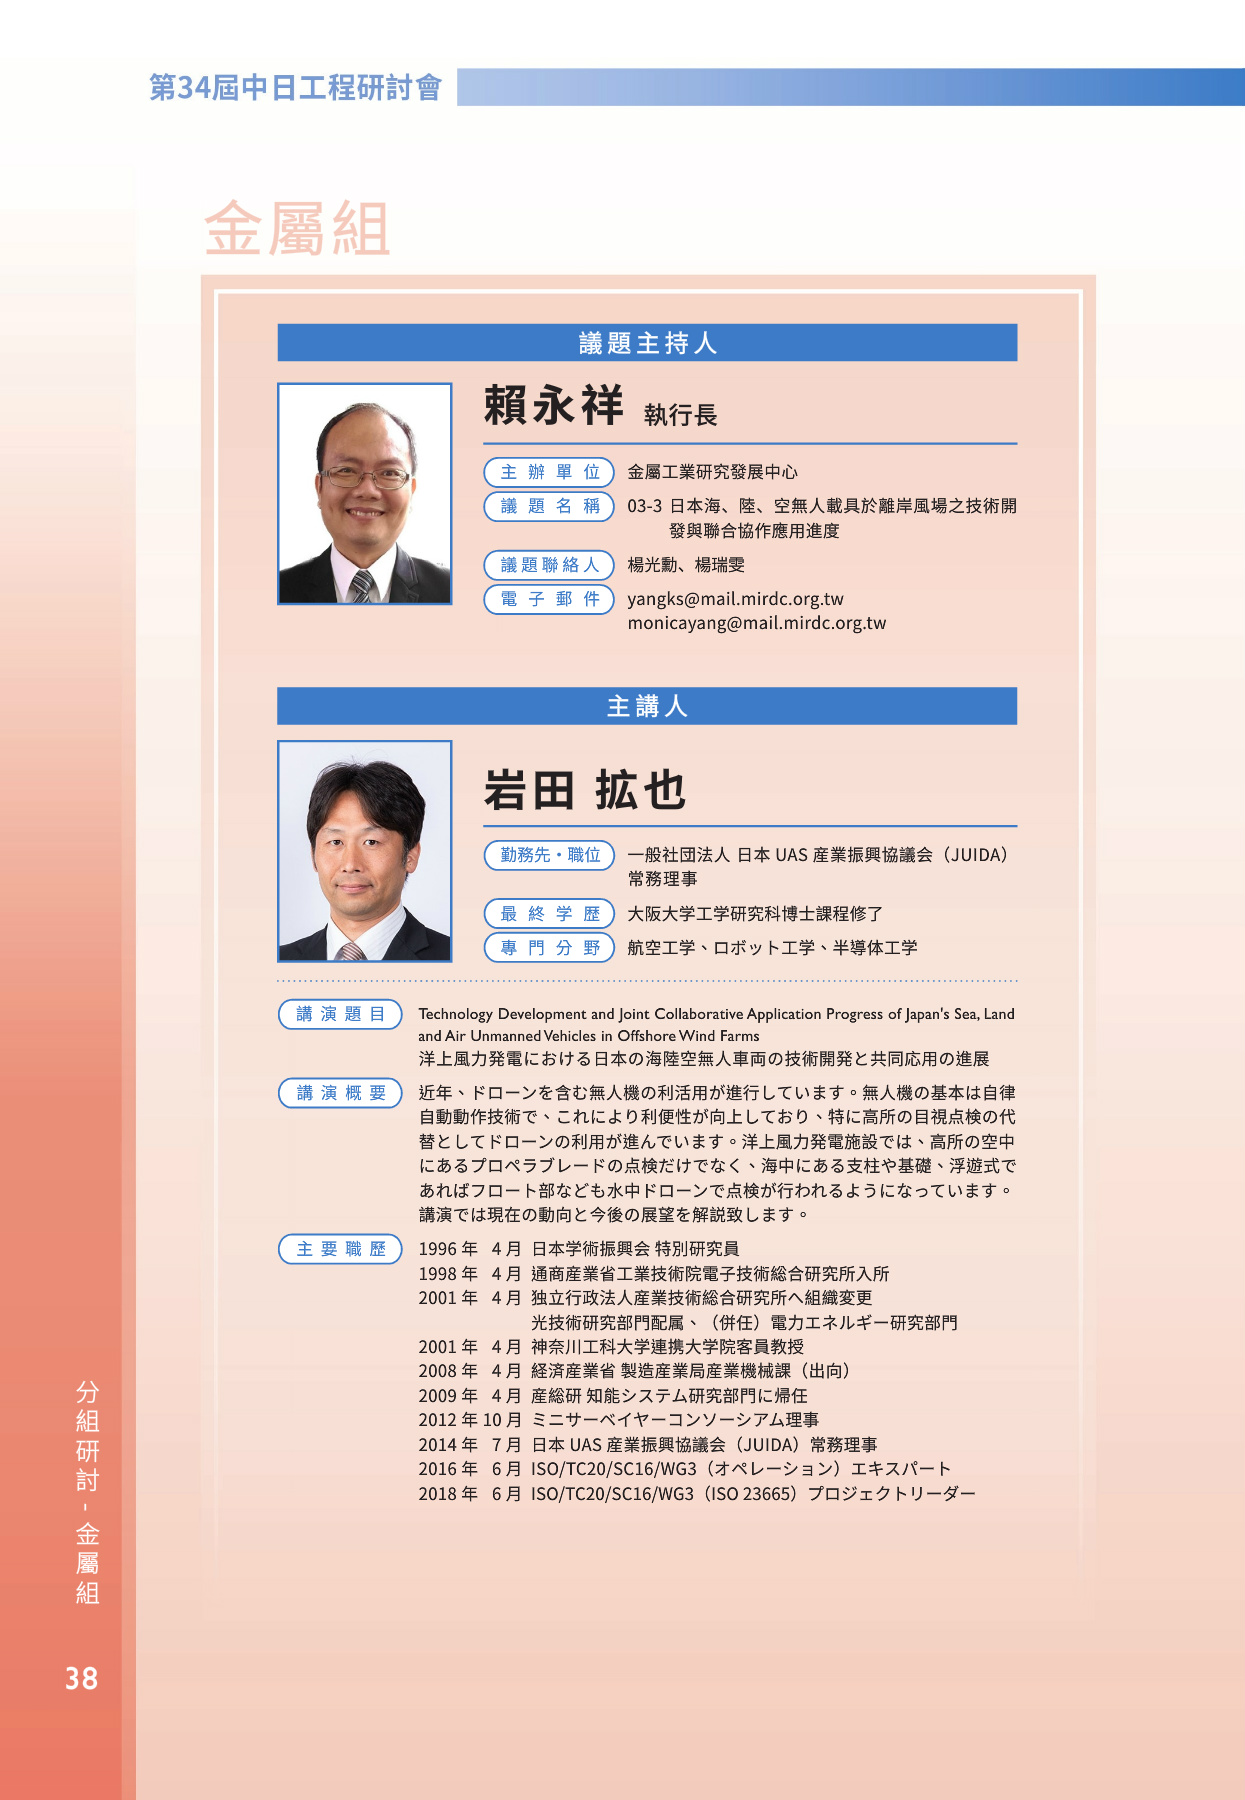 第34屆中日工程研討會
金屬組
議題主持人
賴永祥 執行長
主辦單位 金屬工業研究發展中心
議題名稱 03-3 日本海、陸、空無人載具於離岸風場之技術開
發與聯合協作應用進度
議題聯絡人 楊光勳、楊瑞雯
電子郵件 yangks@mail.mirdc.org.tw
monicayang@mail.mirdc.org.tw
主講人
岩田 拡也
勤務先・職位 一般社団法人 日本 UAS 産業振興協議会（JUIDA）
常務理事
最終学歴 大阪大学工学研究科博士課程修了
專門分野 航空工学、ロボット工学、半導体工学
講演題目 Technology Development and Joint Collaborative Application Progress of Japan's Sea, Land
and Air Unmanned Vehicles in Offshore Wind Farms
洋上風力発電における日本の海陸空無人車両の技術開発と共同応用の進展
講演概要 近年、ドローンを含む無人機の利活用が進行しています。無人機の基本は自律
自動動作技術で、これにより利便性が向上しており、特に高所の目視点検の代
替としてドローンの利用が進んでいます。洋上風力発電施設では、高所の空中
にあるプロペラブレードの点検だけでなく、海中にある支柱や基礎、浮遊式で
あればフロート部なども水中ドローンで点検が行われるようになっています。
講演では現在の動向と今後の展望を解説致します。
主要職歷 1996 年 4 月 日本学術振興会 特別研究員
1998 年 4 月 通商産業省工業技術院電子技術総合研究所入所
2001 年 4 月 独立行政法人産業技術総合研究所へ組織変更
光技術研究部門配属、（併任）電力エネルギー研究部門
2001 年 4 月 神奈川工科大学連携大学院客員教授
2008 年 4 月 経済産業省 製造産業局産業機械課（出向）
2009 年 4 月 産総研 知能システム研究部門に帰任
2012 年 10 月 ミニサーベイヤーコンソーシアム理事
2014 年 7 月 日本 UAS 産業振興協議会（JUIDA）常務理事
2016 年 6 月 ISO/TC20/SC16/WG3（オペレーション）エキスパート
2018 年 6 月 ISO/TC20/SC16/WG3（ISO 23665）プロジェクトリーダー
分組研討-金屬組
38